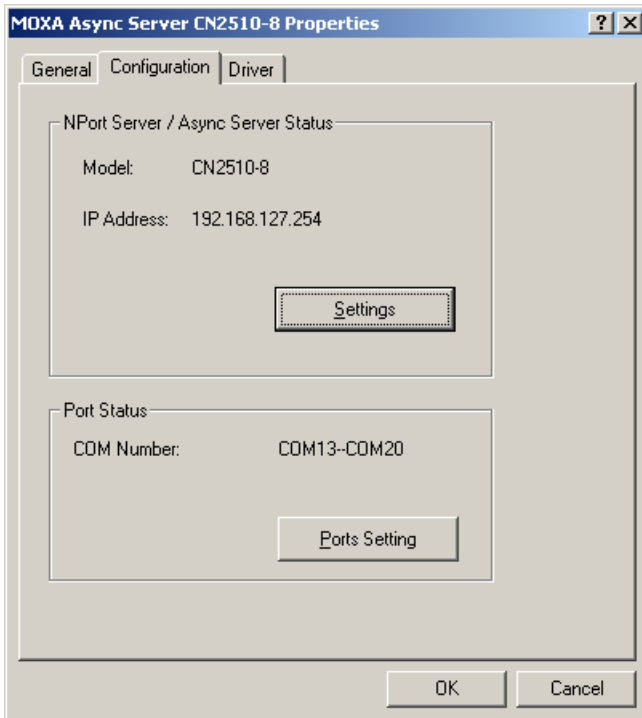 MOXA Async Server CN2510-8 Properties
General Configuration Driver
NPort Server / Async Server Status
Model: CN2510-8
IP Address: 192.168.127.254
Settings
Port Status
COM Number: COM13--COM20
Ports Setting
OK Cancel